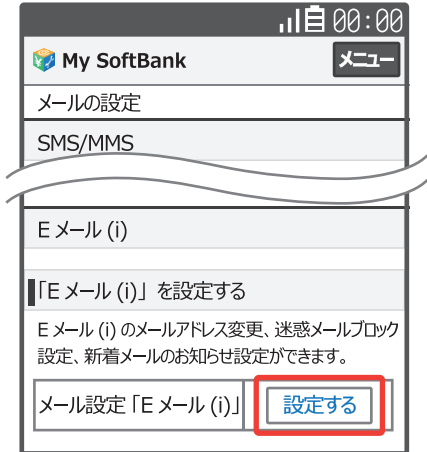 00:00
My SoftBank メニュー
メールの設定
SMS/MMS
Eメール (i)
「Eメール (i)」を設定する
Eメール (i) のメールアドレス変更、迷惑メールブロック
設定、新着メールのお知らせ設定ができます。
メール設定「Eメール (i)」 設定する